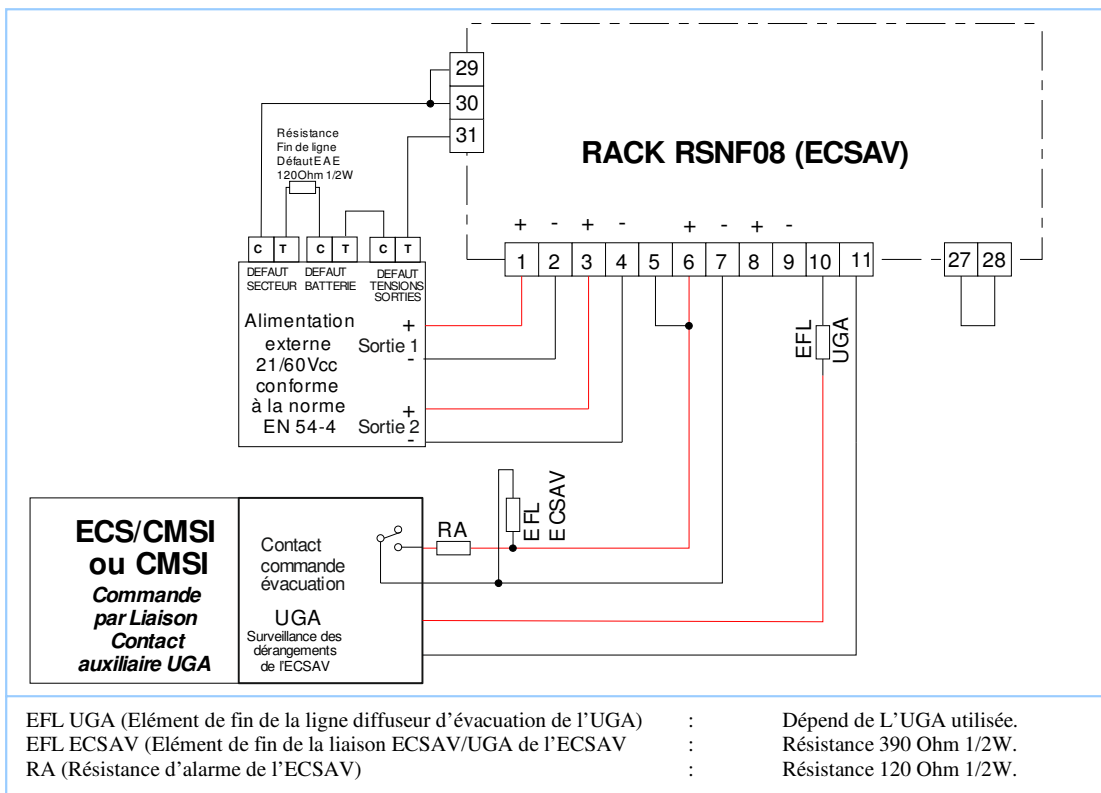 29
30
31
RACK RSNF08 (ECSAV)
Résistance
Fin de ligne
Défaut EAE
120Ohm 1/2W
+ - + - + - + -
1 2 3 4 5 6 7 8 9 10 11
27 28
C T C T C T
DEFAUT SECTEUR
DEFAUT BATTERIE
DEFAUT TENSIONS SORTIES
Alimentation
externe
21/60Vcc
conforme
à la norme
EN 54-4
+
Sortie 1
-
+
Sortie 2
-
EFL
UGA
EFL
ECSAV
RA
ECS/CMSI
ou CMSI
Commande
par Liaison
Contact
auxiliaire UGA
Contact
commande
évacuation
UGA
Surveillance des
dérangements
de l'ECSAV
EFL UGA (Elément de fin de la ligne diffuseur d'évacuation de l'UGA) : Dépend de L'UGA utilisée.
EFL ECSAV (Elément de fin de la liaison ECSAV/UGA de l'ECSAV : Résistance 390 Ohm 1/2W.
RA (Résistance d'alarme de l'ECSAV) : Résistance 120 Ohm 1/2W.